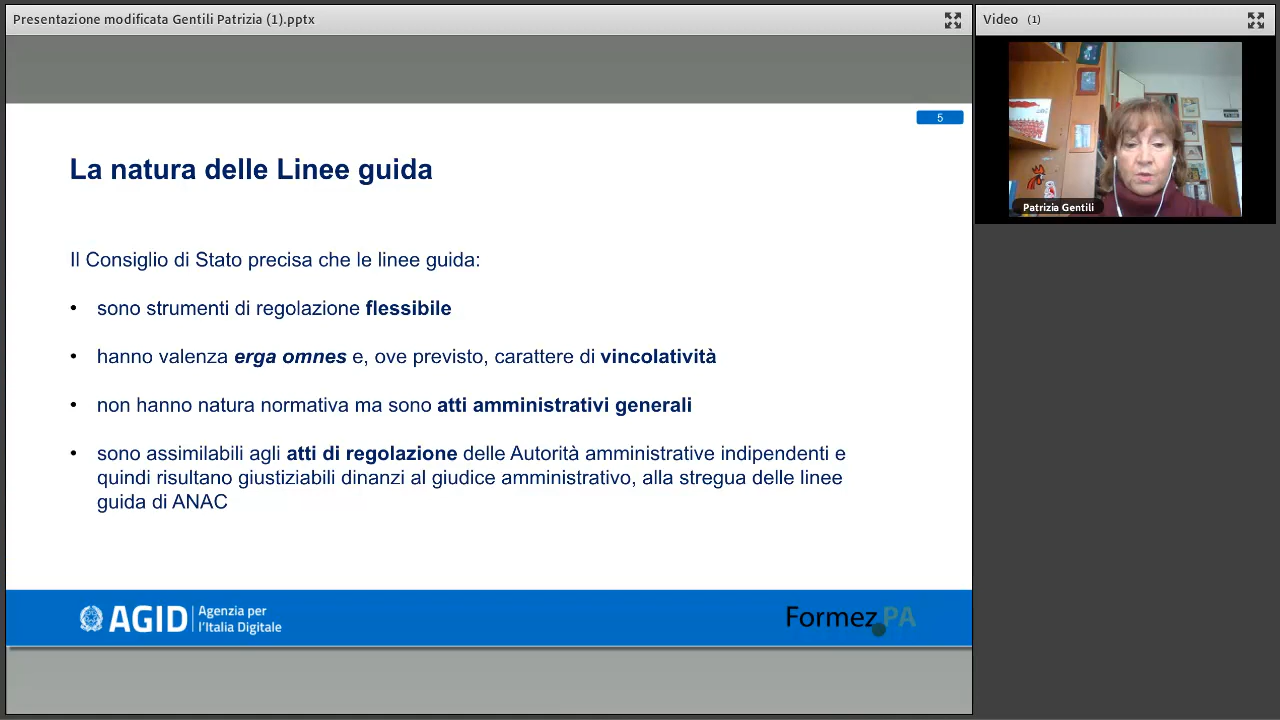 Presentazione modificata Gentili Patrizia (1).pptx
Video (1)
5
La natura delle Linee guida
Il Consiglio di Stato precisa che le linee guida:
• sono strumenti di regolazione flessibile
• hanno valenza erga omnes e, ove previsto, carattere di vincolatività
• non hanno natura normativa ma sono atti amministrativi generali
• sono assimilabili agli atti di regolazione delle Autorità amministrative indipendenti e
quindi risultano giustiziabili dinanzi al giudice amministrativo, alla stregua delle linee
guida di ANAC
Patrizia Gentili
AGID
Agenzia per
l'Italia Digitale
Formez PA